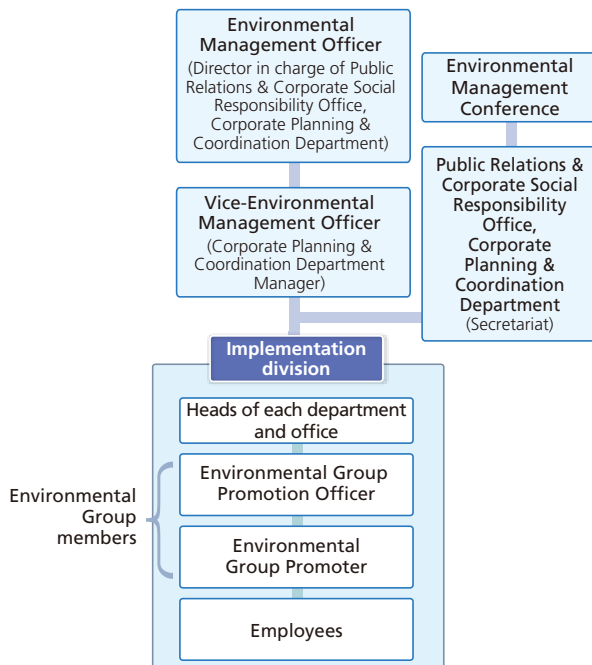 Environmental
Management Officer
(Director in charge of Public
Relations & Corporate Social
Responsibility Office,
Corporate Planning &
Coordination Department)
Environmental
Management
Conference
Vice-Environmental
Management Officer
(Corporate Planning &
Coordination Department
Manager)
Public Relations &
Corporate Social
Responsibility
Office,
Corporate
Planning &
Coordination
Department
(Secretariat)
Implementation
division
Heads of each department
and office
Environmental
Group
members
Environmental Group
Promotion Officer
Environmental
Group Promoter
Employees